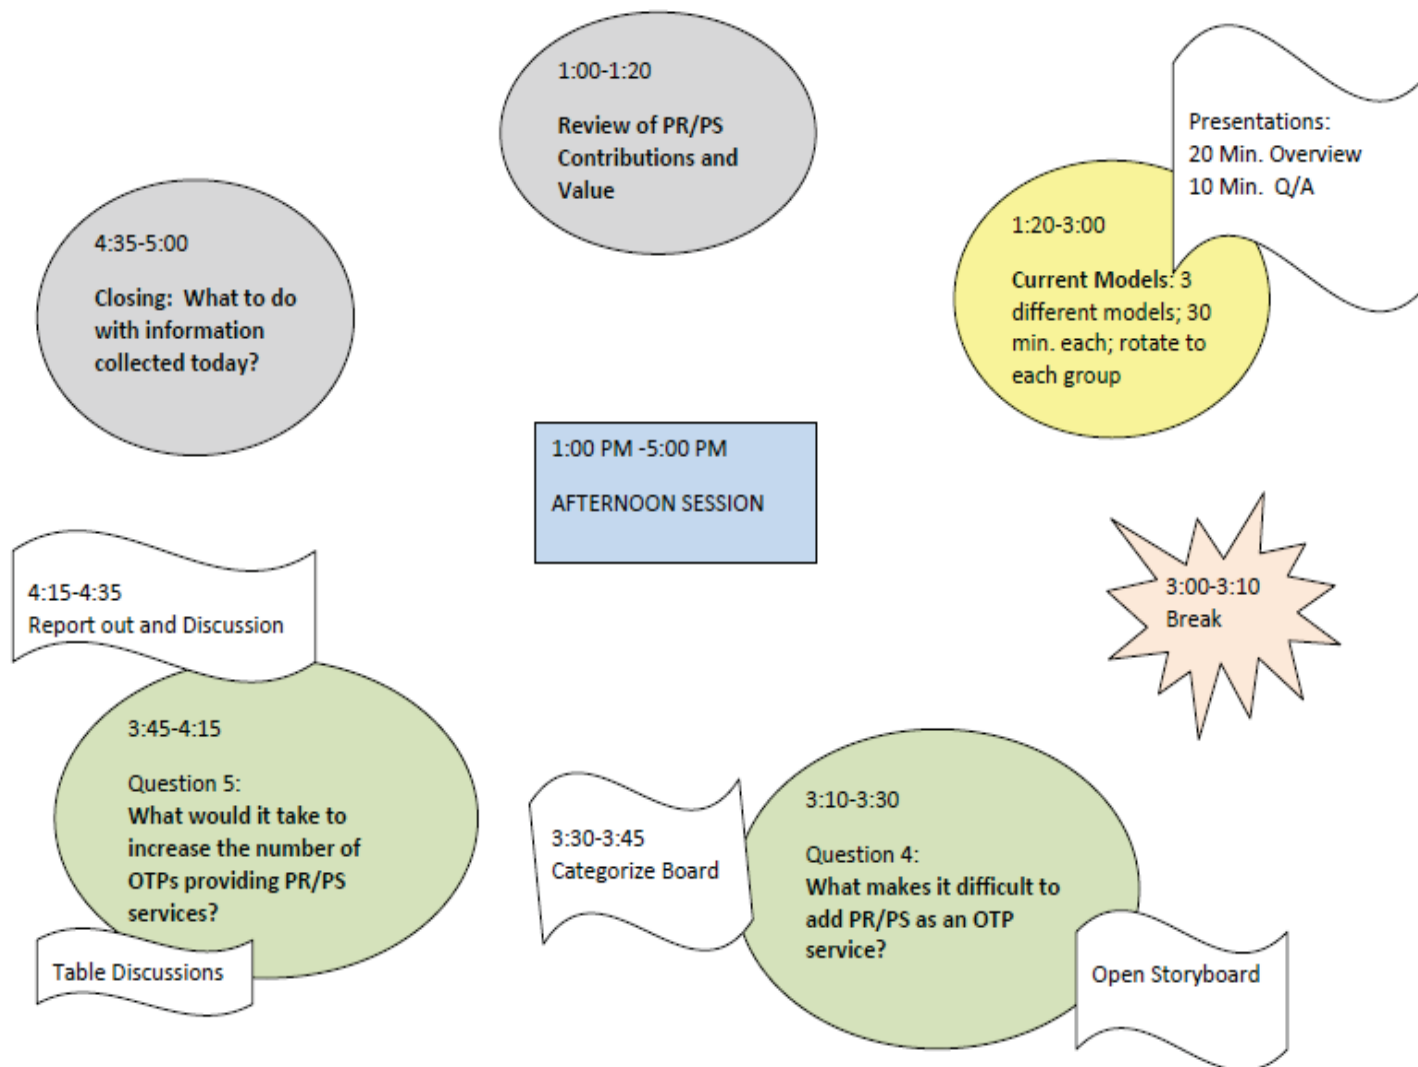 1:00-1:20
Review of PR/PS
Contributions and
Value
Presentations:
20 Min. Overview
10 Min.  Q/A
1:20-3:00
Current Models: 3
different models; 30
min. each; rotate to
each group
4:35-5:00
Closing:  What to do
with information
collected today?
1:00 PM -5:00 PM
AFTERNOON SESSION
3:00-3:10
Break
4:15-4:35
Report out and Discussion
3:45-4:15
Question 5:
What would it take to
increase the number of
OTPs providing PR/PS
services?
Table Discussions
3:30-3:45
Categorize Board
3:10-3:30
Question 4:
What makes it difficult to
add PR/PS as an OTP
service?
Open Storyboard